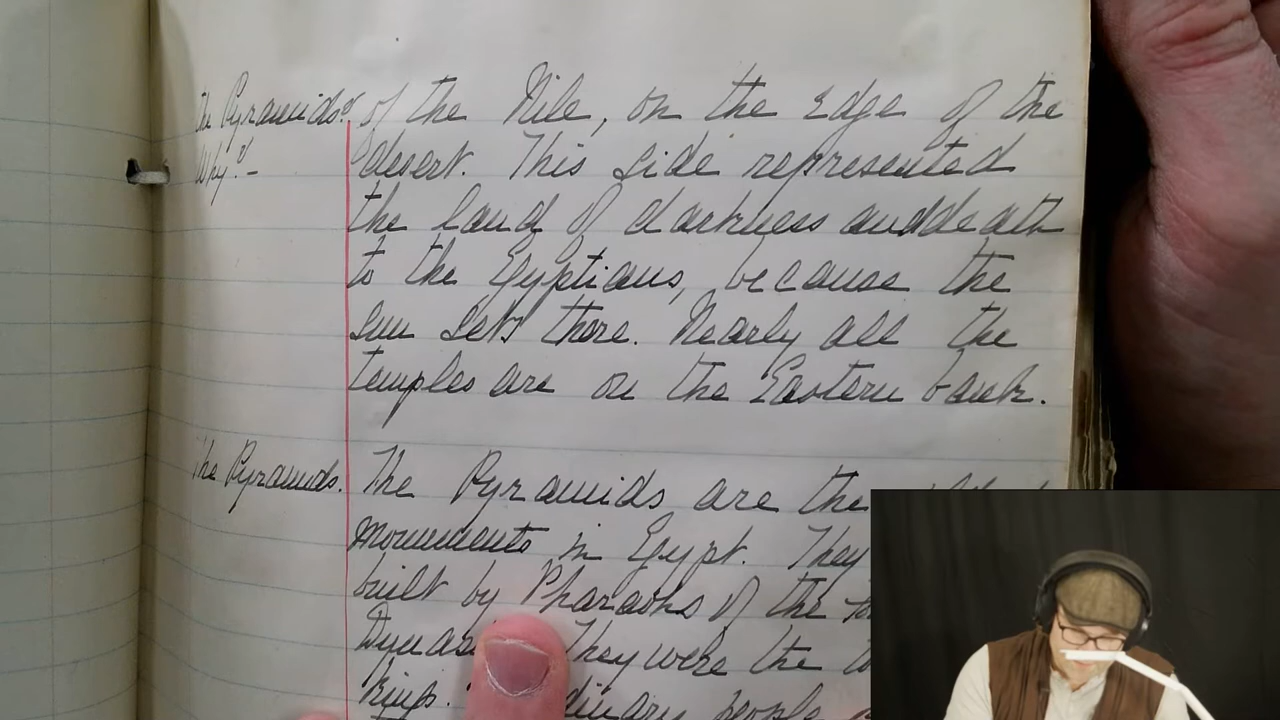 The Pyramids of the Nile, on the Edge of the
Why?- desert. This side represented
the land of darkness and death
to the Egyptians, because the
sun sets there. Nearly all the
temples are on the Eastern bank.
The Pyramids. The Pyramids are the
monuments in Egypt. They
built by Pharaohs of the
They were the
kings. people